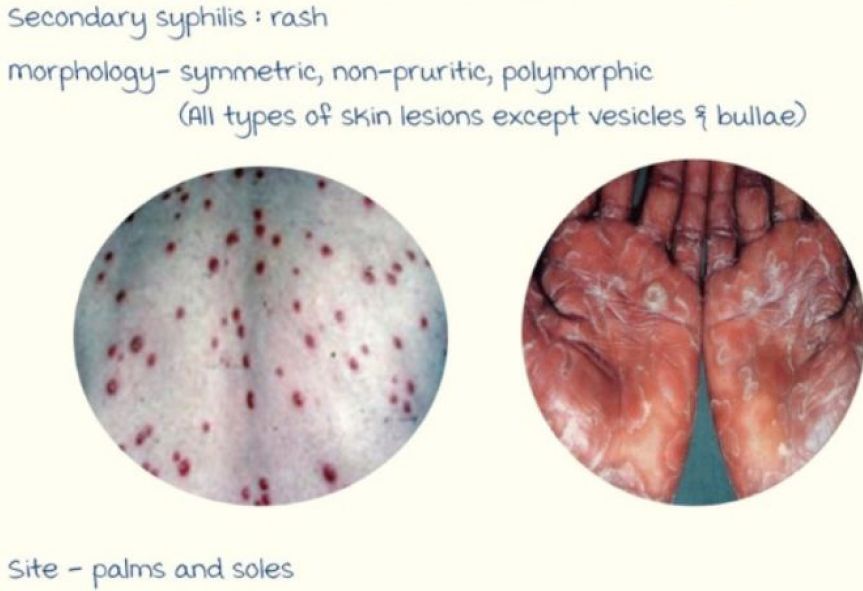 Secondary syphilis : rash
morphology- symmetric, non-pruritic, polymorphic
(All types of skin lesions except vesicles & bullae)
Site - palms and soles